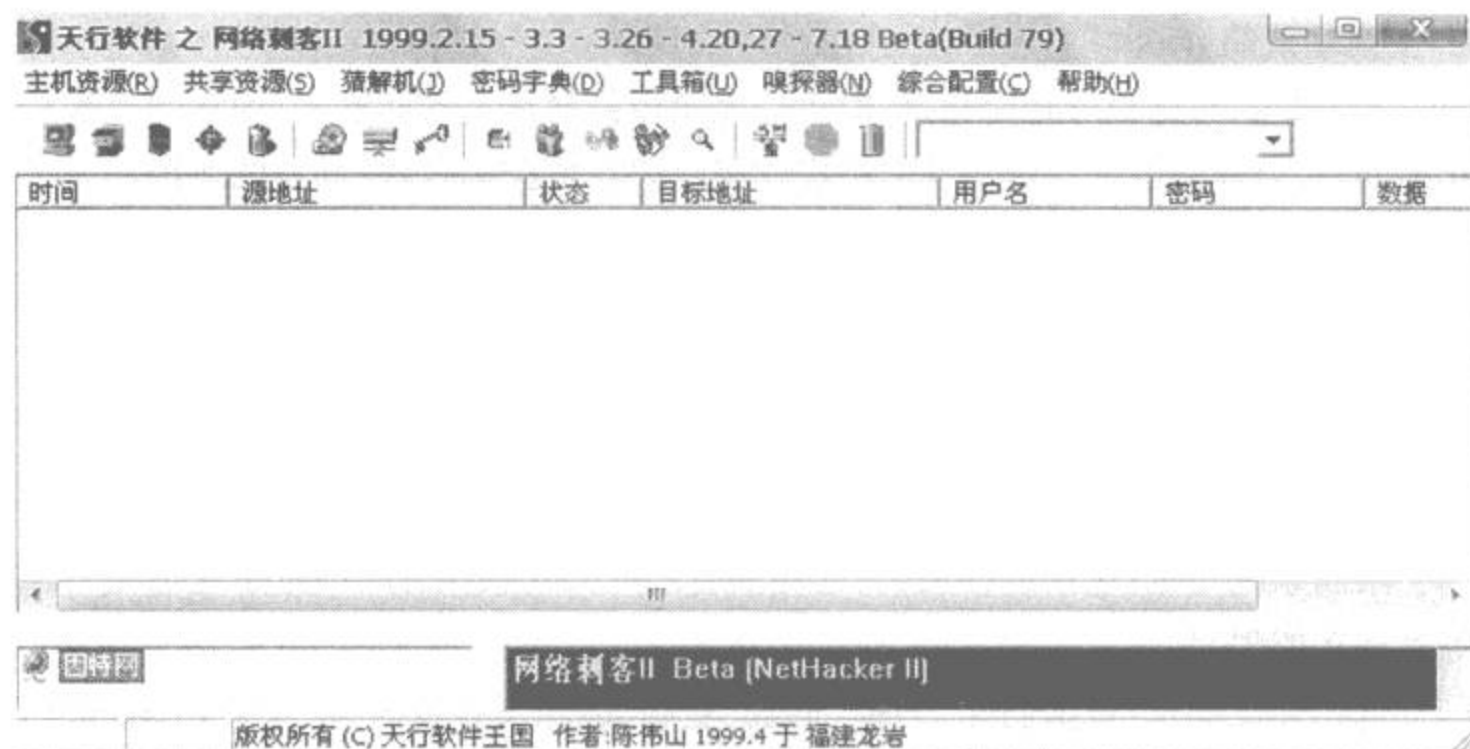 天行软件 之 网络刺客II 1999.2.15 - 3.3 - 3.26 - 4.20,27 - 7.18 Beta(Build 79)
主机资源(R) 共享资源(S) 猜解机(J) 密码字典(D) 工具箱(U) 嗅探器(N) 综合配置(C) 帮助(H)
时间 源地址 状态 目标地址 用户名 密码 数据
因特网
网络刺客II Beta (NetHacker II)
版权所有 (C) 天行软件王国 作者:陈伟山 1999.4 于 福建龙岩